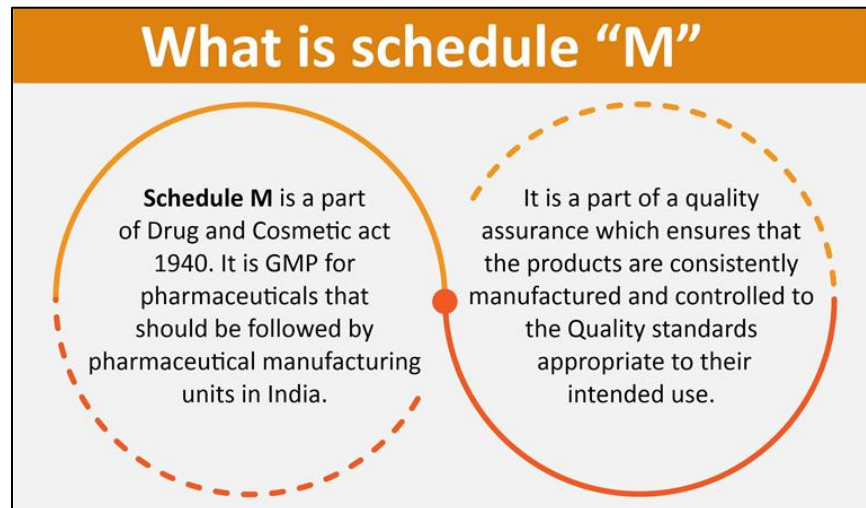 What is schedule “M”
Schedule M is a part
of Drug and Cosmetic act
1940. It is GMP for
pharmaceuticals that
should be followed by
pharmaceutical manufacturing
units in India.
It is a part of a quality
assurance which ensures that
the products are consistently
manufactured and controlled to
the Quality standards
appropriate to their
intended use.